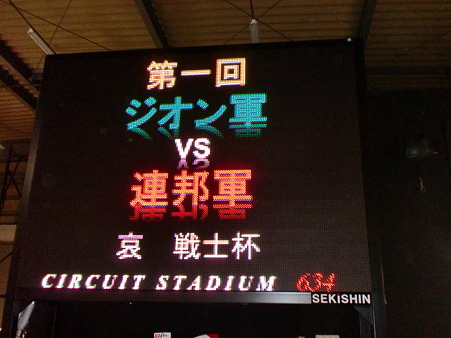 第一回
ジオン軍
VS
連邦軍
哀 戦士杯
CIRCUIT STADIUM 634
SEKISHIN